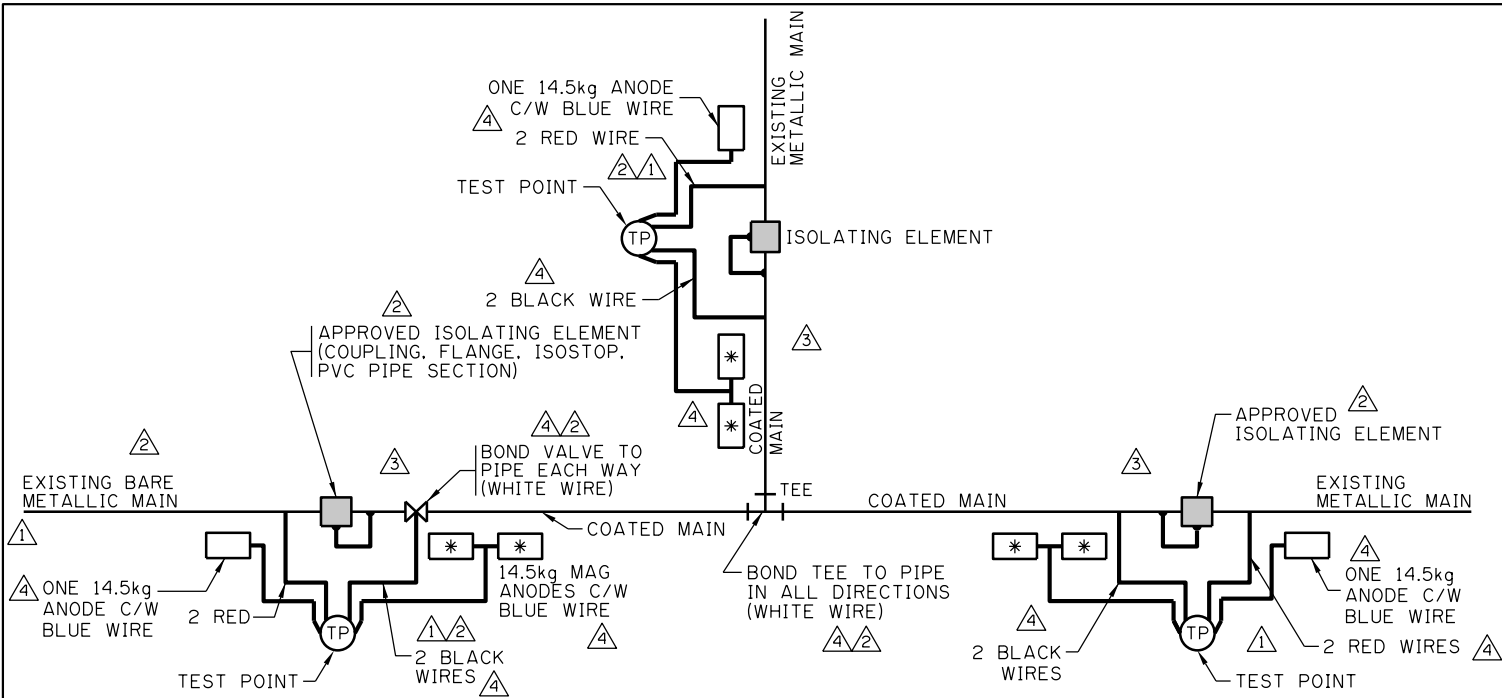 ONE 14.5kg ANODE
C/W BLUE WIRE
4
2 RED WIRE
2 1
TEST POINT
TP
EXISTING
METALLIC MAIN
ISOLATING ELEMENT
4
2 BLACK WIRE
2
APPROVED ISOLATING ELEMENT
(COUPLING, FLANGE, ISOSTOP,
PVC PIPE SECTION)
3
*
*
4
COATED
MAIN
2
EXISTING BARE
METALLIC MAIN
1
3
4 2
BOND VALVE TO
PIPE EACH WAY
(WHITE WIRE)
COATED MAIN
TEE
COATED MAIN
3
APPROVED
ISOLATING ELEMENT
2
EXISTING
METALLIC MAIN
4
ONE 14.5kg
ANODE C/W
BLUE WIRE
2 RED
TP
TEST POINT
* *
14.5kg MAG
ANODES C/W
BLUE WIRE
4
1 2
2 BLACK
WIRES
4
BOND TEE TO PIPE
IN ALL DIRECTIONS
(WHITE WIRE)
4 2
* *
4
2 BLACK
WIRES
TP
1
TEST POINT
4
ONE 14.5kg
ANODE C/W
BLUE WIRE
2 RED WIRES
4